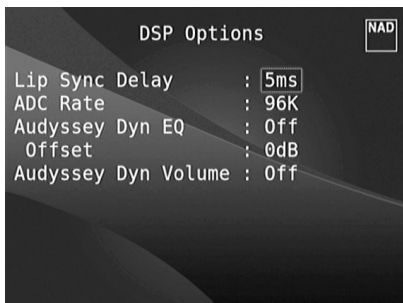 DSP Options
NAD
Lip Sync Delay : 5ms
ADC Rate : 96K
Audyssey Dyn EQ : Off
Offset : 0dB
Audyssey Dyn Volume : Off